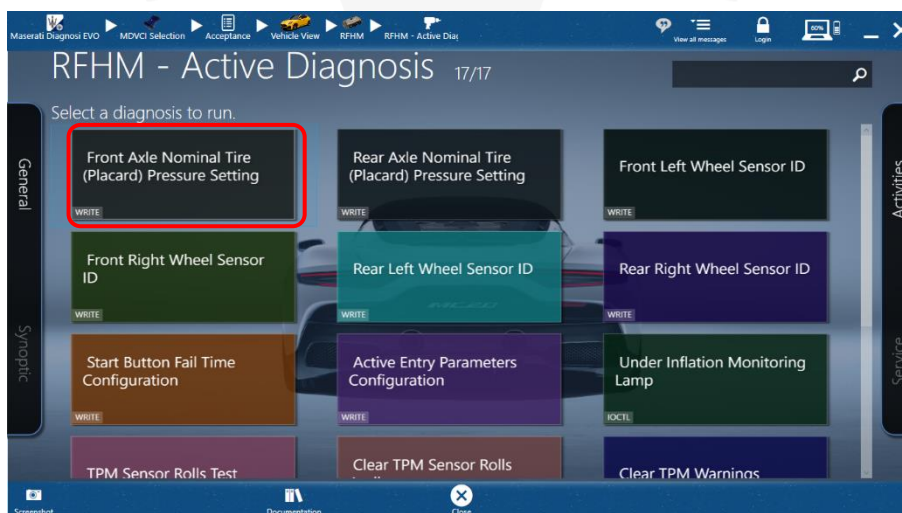 Maserati Diagnosi EVO
MDVCI Selection
Acceptance
Vehicle View
RFHM
RFHM - Active Diag
View all messages
Login
60%
RFHM - Active Diagnosis 17/17
Select a diagnosis to run.
General
Synoptic
Front Axle Nominal Tire
(Placard) Pressure Setting
WRITE
Rear Axle Nominal Tire
(Placard) Pressure Setting
WRITE
Front Left Wheel Sensor ID
WRITE
Front Right Wheel Sensor
ID
WRITE
Rear Left Wheel Sensor ID
WRITE
Rear Right Wheel Sensor ID
WRITE
Start Button Fail Time
Configuration
WRITE
Active Entry Parameters
Configuration
WRITE
Under Inflation Monitoring
Lamp
IOCTL
TPM Sensor Rolls Test
Clear TPM Sensor Rolls
Clear TPM Warnings
Activities
Service
Screenshot
Documentation
Close